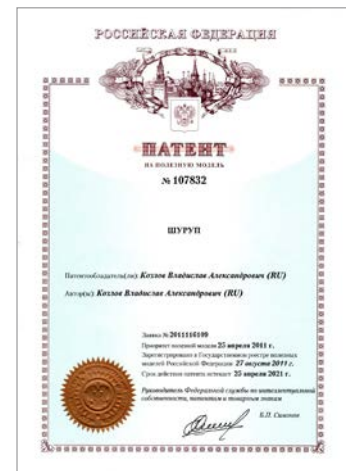 РОССИЙСКАЯ ФЕДЕРАЦИЯ
ПАТЕНТ
НА ПОЛЕЗНУЮ МОДЕЛЬ
№ 107832
ШУРУП
Патентообладатель(ли): Козлов Владислав Александрович (RU)
Автор(ы): Козлов Владислав Александрович (RU)
Заявка № 2011116109
Приоритет полезной модели 25 апреля 2011 г.
Зарегистрировано в Государственном реестре полезных
моделей Российской Федерации 27 августа 2011 г.
Срок действия патента истекает 25 апреля 2021 г.
Руководитель Федеральной службы по интеллектуальной
собственности, патентам и товарным знакам
Б.П. Симонов